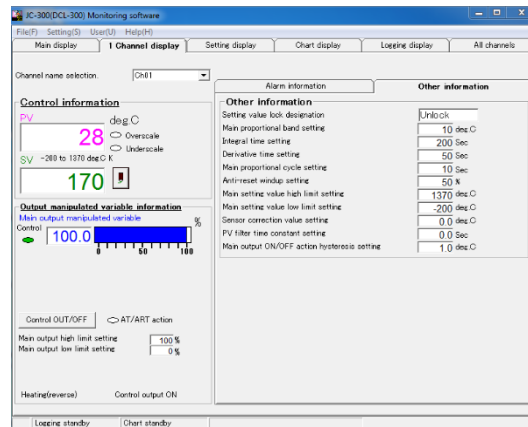 JC-300(DCL-300) Monitoring software
File(F) Setting(S) User(U) Help(H)
Main display
1 Channel display
Setting display
Chart display
Logging display
All channels
Channel name selection.
Ch01
Alarm information
Other information
Control information
PV
deg.C
28
Overscale
Underscale
SV -200 to 1370 deg.C K
170
Output manipulated variable information
Main output manipulated variable
Control
100.0
%
0 50 100
Control OUT/OFF
AT/ART action
Main output high limit setting 100 %
Main output low limit setting 0 %
Heating(reverse) Control output ON
Other information
Setting value lock designation Unlock
Main proportional band setting 10 deg.C
Integral time setting 200 Sec
Derivative time setting 50 Sec
Main proportional cycle setting 10 Sec
Anti-reset windup setting 50 %
Main setting value high limit setting 1370 deg.C
Main setting value low limit setting -200 deg.C
Sensor correction value setting 0.0 deg.C
PV filter time constant setting 0.0 Sec
Main output ON/OFF action hysteresis setting 1.0 deg.C
Logging standby
Chart standby